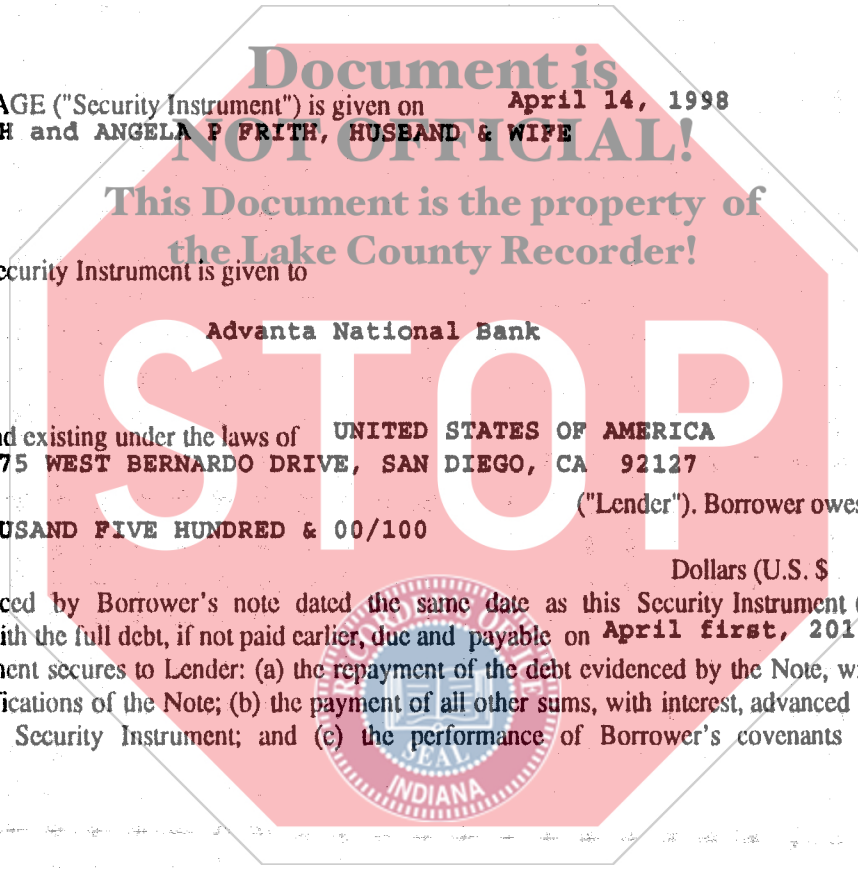 Document is
AGE ("Security Instrument") is given on April 14, 1998
H and ANGELA P FRITH, HUSBAND & WIFE
NOT OFFICIAL!
This Document is the property of
the Lake County Recorder!
ecurity Instrument is given to
Advanta National Bank
STOP
nd existing under the laws of UNITED STATES OF AMERICA
75 WEST BERNARDO DRIVE, SAN DIEGO, CA 92127
("Lender"). Borrower owes
USAND FIVE HUNDRED & 00/100
Dollars (U.S. $
ced by Borrower's note dated the same date as this Security Instrument (
ith the full debt, if not paid earlier, due and payable on April first, 201
ent secures to Lender: (a) the repayment of the debt evidenced by the Note, w
fications of the Note; (b) the payment of all other sums, with interest, advanced
Security Instrument; and (c) the performance of Borrower's covenants
RECORDER OFFICE
SEAL
INDIANA